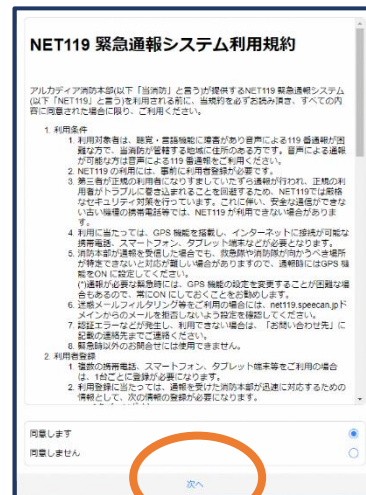 NET119 緊急通報システム利用規約
アルカディア消防本部(以下「当消防」と言う)が提供するNET119 緊急通報システム
(以下「NET119」と言う)を利用される前に、当規約を必ずお読み頂き、すべての内
容に同意された場合に限り、ご利用ください。
1. 利用条件
1. 利用対象者は、聴覚・言語機能に障害があり音声による119 番通報が困
難な方で、当消防が管轄する地域に住所のある方です。音声による通報
が可能な方は音声による119 番通報をご利用ください。
2. NET119 の利用には、事前に利用者登録が必要です。
3. 第三者が正規の利用者になりすましていたずら通報が行われ、正規の利
用者がトラブルに巻き込まれることを回避するため、NET119では厳格
なセキュリティ対策を行っています。これに伴い、安全な通信ができな
い古い機種の携帯電話等では、NET119 が利用できない場合がありま
す。
4. 利用に当たっては、GPS 機能を搭載し、インターネットに接続が可能な
携帯電話、スマートフォン、タブレット端末などが必要となります。
5. 消防本部が通報を受信した場合でも、救急隊や消防隊が向かうべき場所
が特定できないと対応が難しい場合がありますので、通報時にはGPS 機
能をON に設定してください。
(*)通報が必要な緊急時には、GPS 機能の設定を変更することが困難な場
合もあるので、常にON にしておくことをお勧めします。
6. 迷惑メールフィルタリング等をご利用の場合には、net119.speecan.jpド
メインからのメールを拒否しないよう設定を確認してください。
7. 認証エラーなどが発生し、利用できない場合は、「お問い合わせ先」に
記載の連絡先までご連絡ください。
8. 緊急時以外のお問合せには使用できません。
2. 利用者登録
1. 複数の携帯電話、スマートフォン、タブレット端末等をご利用の場合
は、1台ごとに登録が必要になります。
2. 利用登録に当たっては、通報を受けた消防本部が迅速に対応するための
情報として、次の情報の登録が必要になります。
同意します
同意しません
次へ